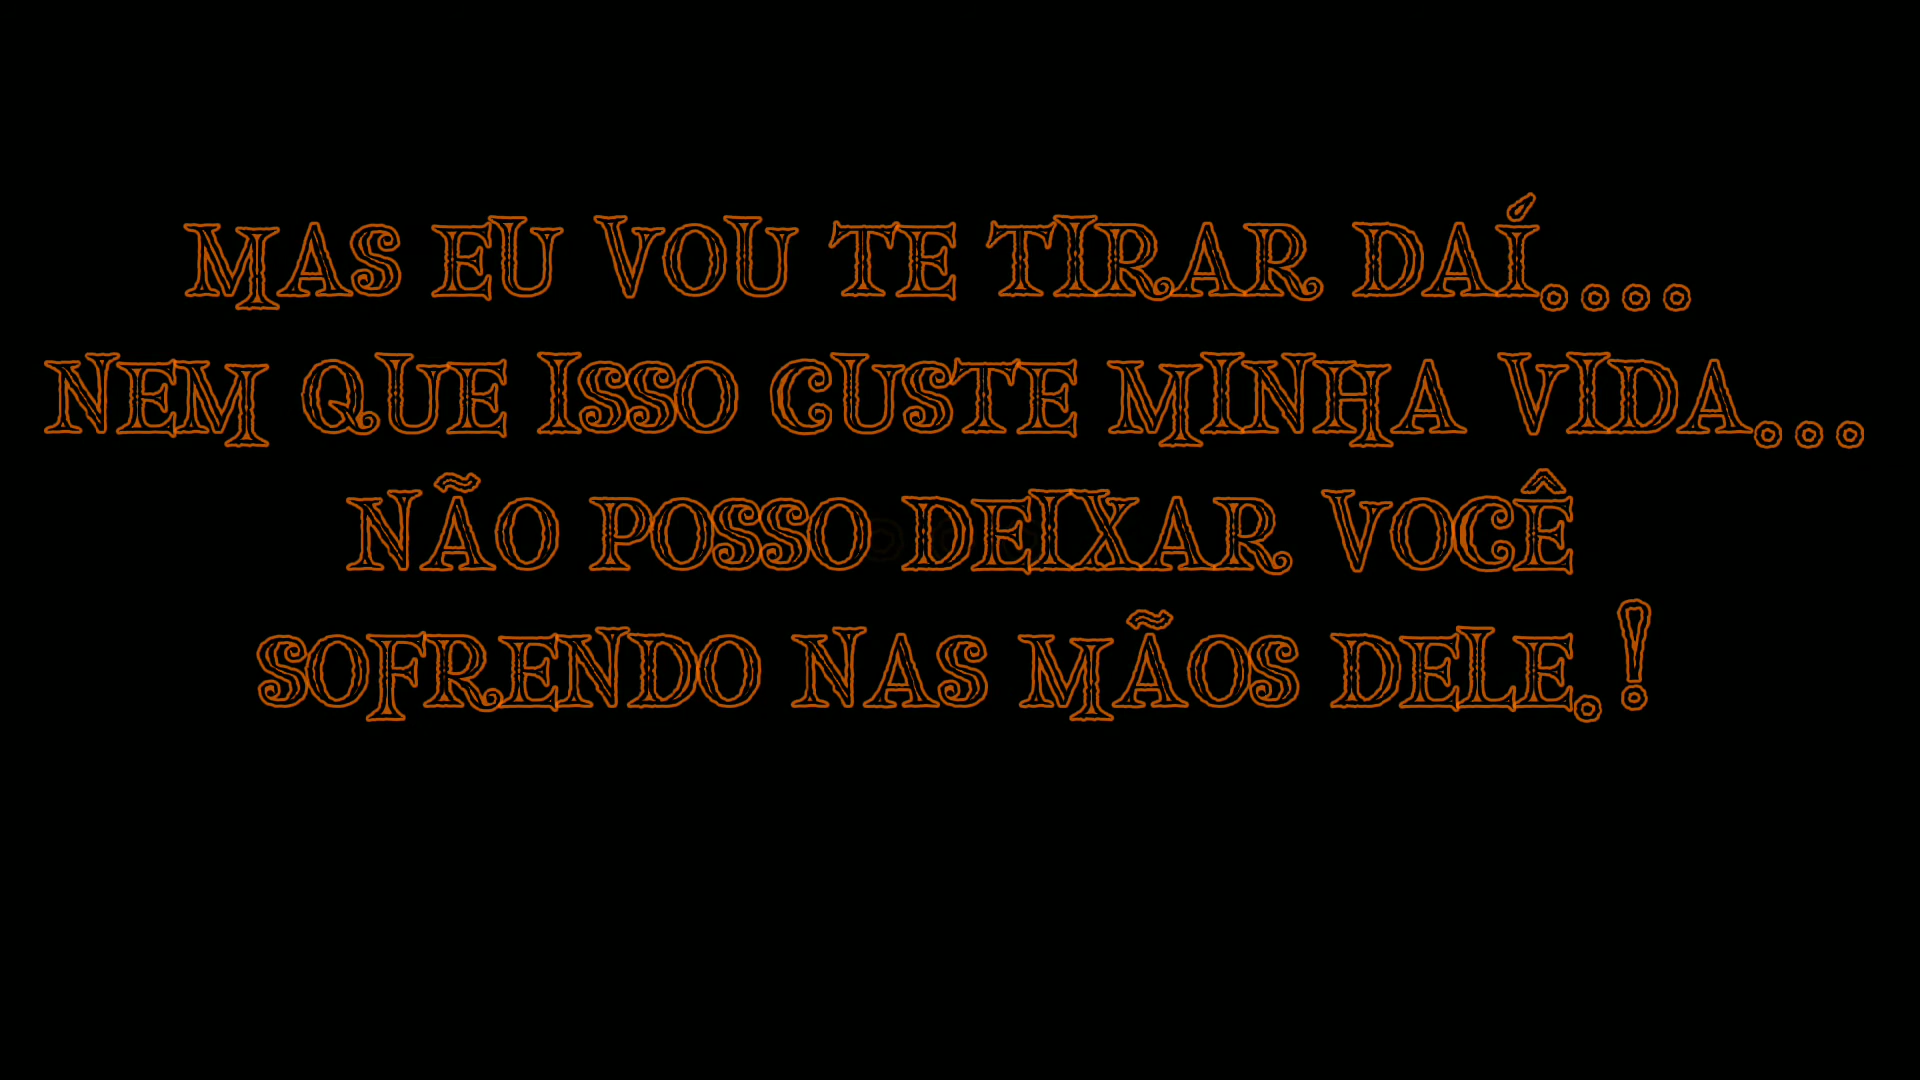 MAS EU VOU TE TIRAR DAÍ....
NEM QUE ISSO CUSTE MINHA VIDA...
NÃO POSSO DEIXAR VOCÊ
SOFRENDO NAS MÃOS DELE.!